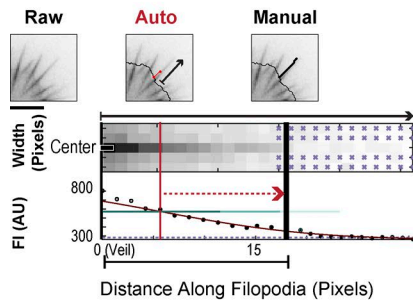 Raw Auto Manual
Width (Pixels)
Center
FI (AU)
800
300
0 (Veil) 15
Distance Along Filopodia (Pixels)